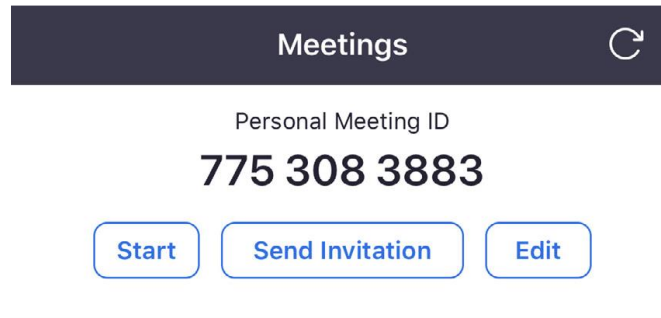 Meetings
Personal Meeting ID
775 308 3883
Start Send Invitation Edit